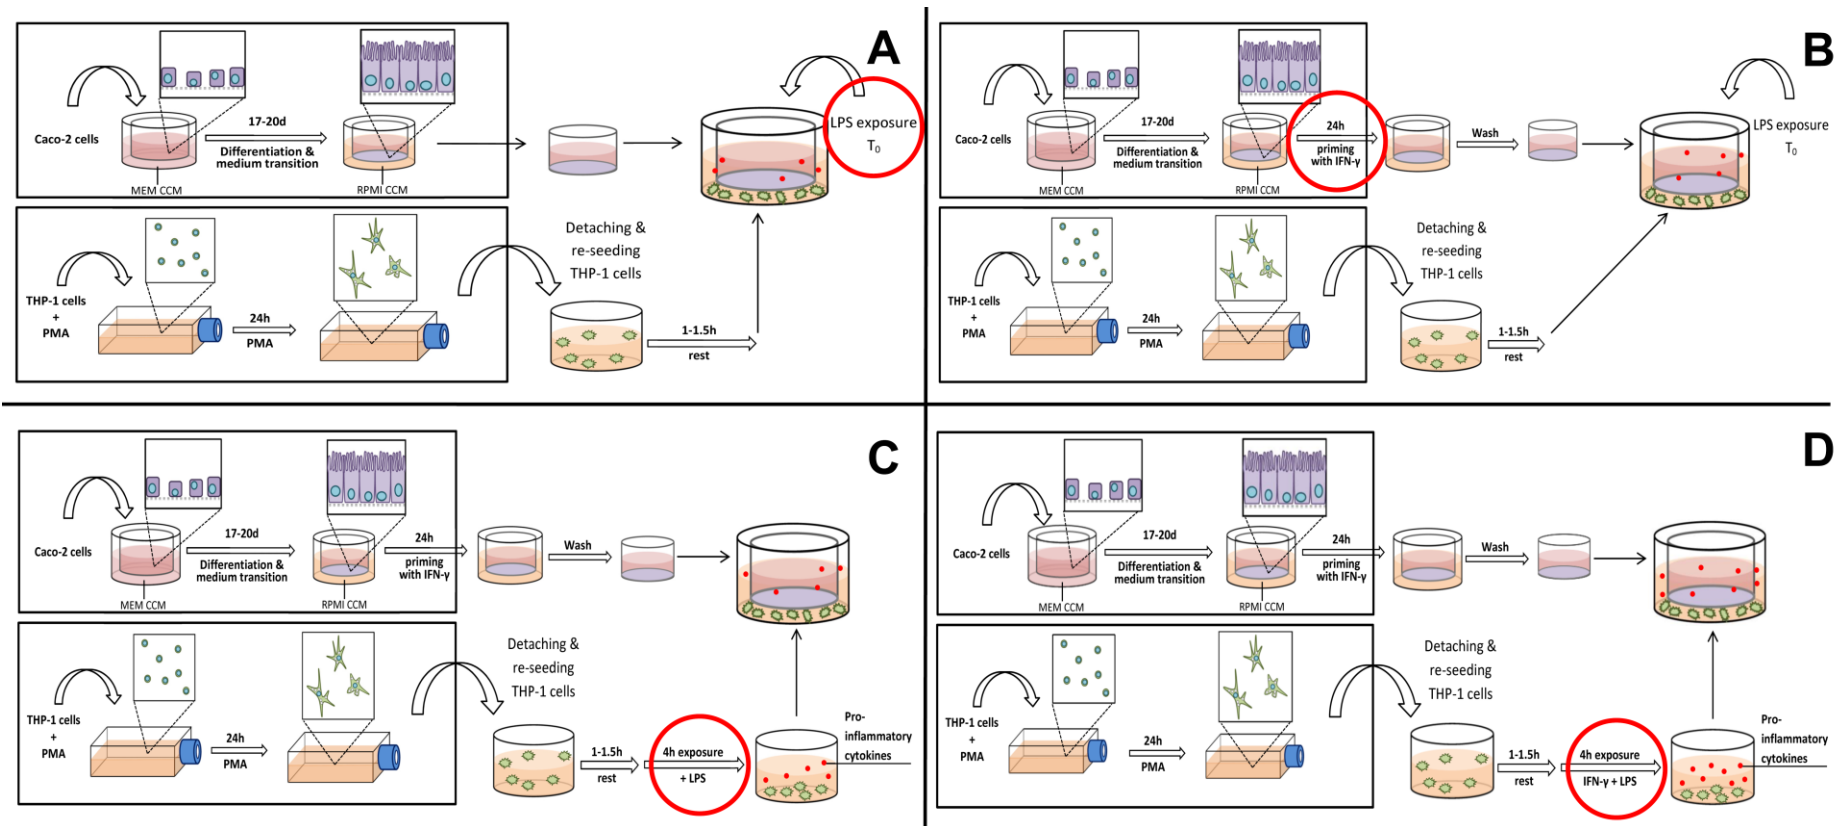 A
Caco-2 cells
17-20d
Differentiation &
medium transition
MEM CCM
RPMI CCM
LPS exposure
T0
THP-1 cells
+
PMA
24h
PMA
Detaching &
re-seeding
THP-1 cells
1-1.5h
rest
B
Caco-2 cells
17-20d
Differentiation &
medium transition
MEM CCM
RPMI CCM
24h
priming
with IFN-γ
Wash
LPS exposure
T0
THP-1 cells
+
PMA
24h
PMA
Detaching &
re-seeding
THP-1 cells
1-1.5h
rest
C
Caco-2 cells
17-20d
Differentiation &
medium transition
MEM CCM
RPMI CCM
24h
priming
with IFN-γ
Wash
THP-1 cells
+
PMA
24h
PMA
Detaching &
re-seeding
THP-1 cells
1-1.5h
rest
4h exposure
+ LPS
Pro-
inflammatory
cytokines
D
Caco-2 cells
17-20d
Differentiation &
medium transition
MEM CCM
RPMI CCM
24h
priming
with IFN-γ
Wash
THP-1 cells
+
PMA
24h
PMA
Detaching &
re-seeding
THP-1 cells
1-1.5h
rest
4h exposure
IFN-γ + LPS
Pro-
inflammatory
cytokines